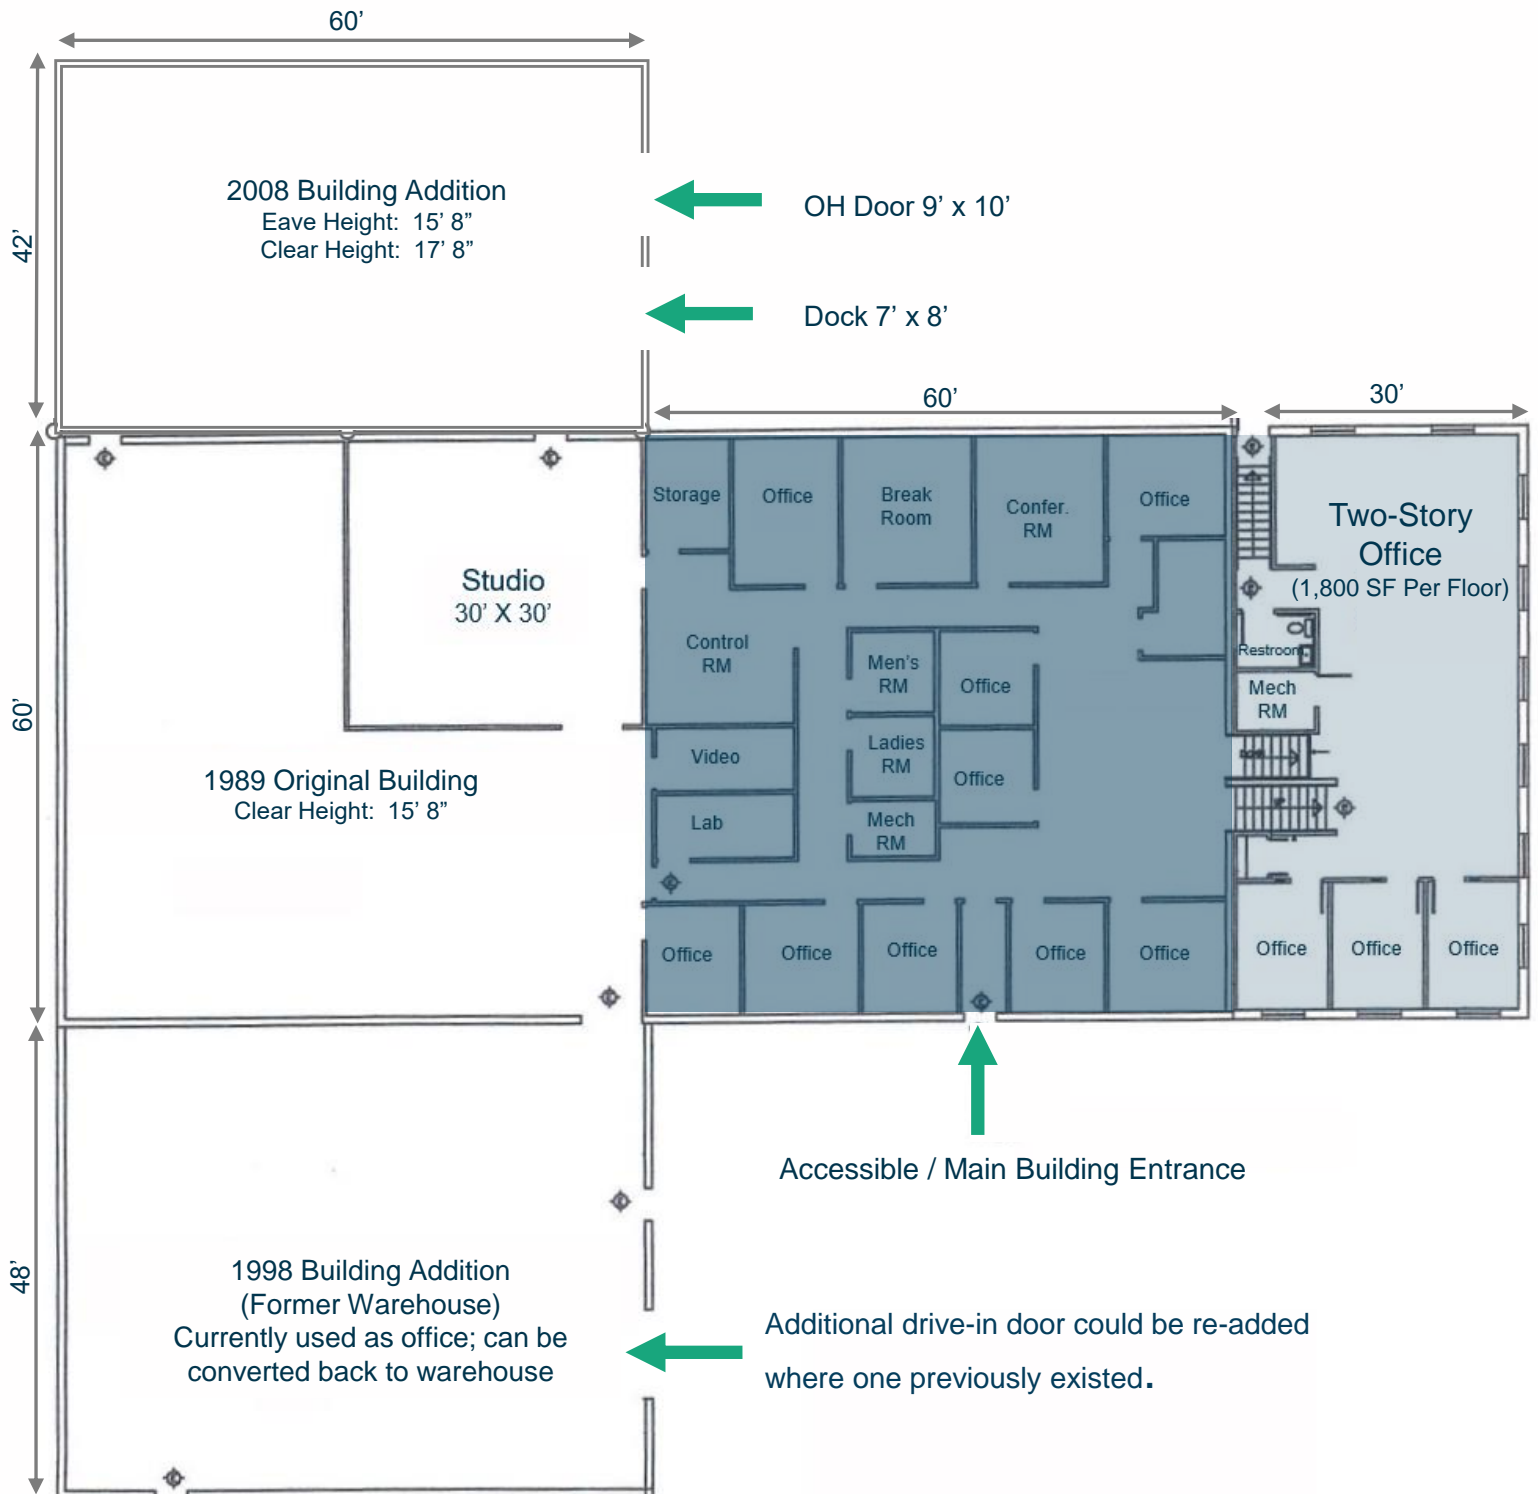 60’
42’
2008 Building Addition
Eave Height: 15’ 8”
Clear Height: 17’ 8”
OH Door 9’ x 10’
Dock 7’ x 8’
60’
30’
60’
Studio
30’ X 30’
1989 Original Building
Clear Height: 15’ 8”
Storage
Office
Break
Room
Confer.
RM
Office
Control
RM
Men's
RM
Office
Video
Ladies
RM
Office
Lab
Mech
RM
Office
Office
Office
Office
Office
Two-Story
Office
(1,800 SF Per Floor)
Restroom
Mech
RM
Office
Office
Office
Accessible / Main Building Entrance
48’
1998 Building Addition
(Former Warehouse)
Currently used as office; can be
converted back to warehouse
Additional drive-in door could be re-added
where one previously existed.